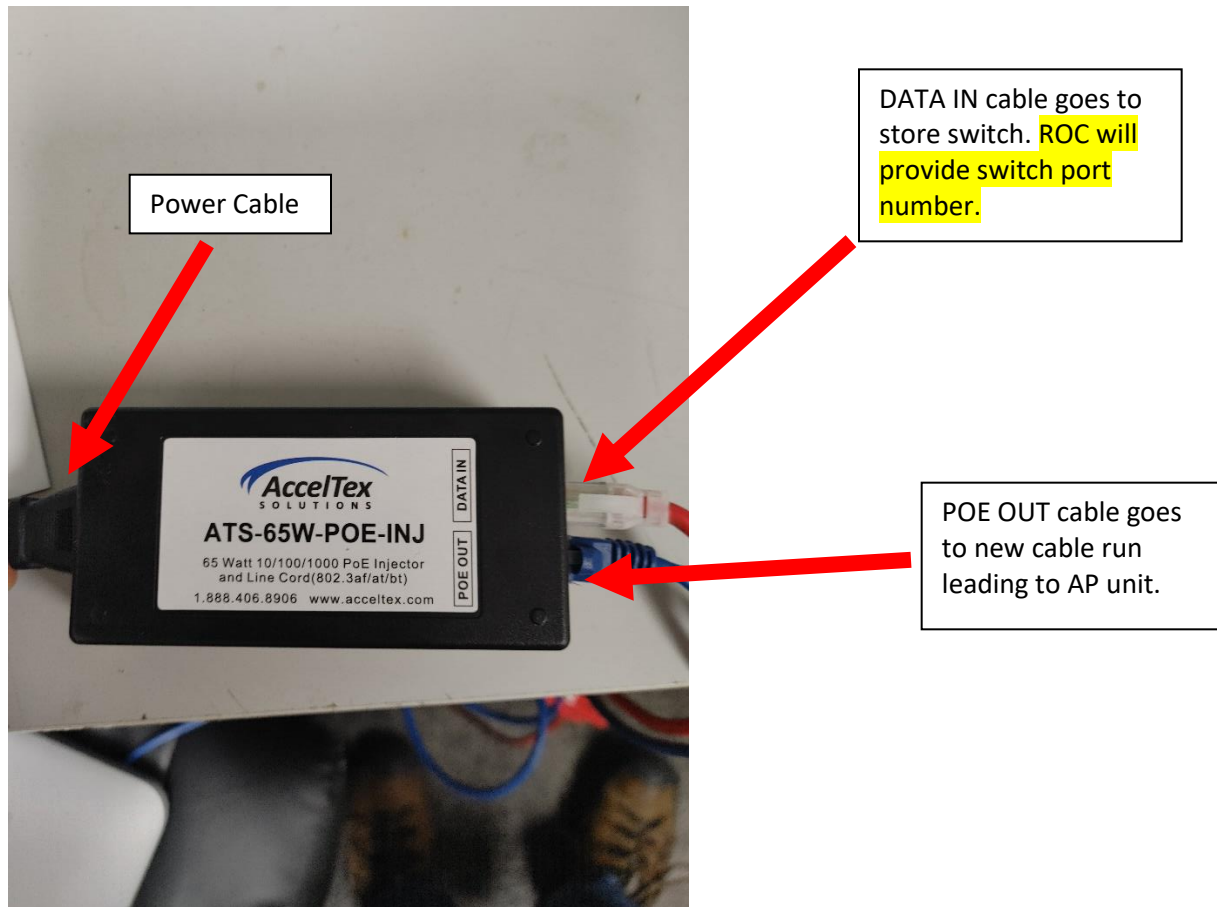 DATA IN cable goes to
store switch. ROC will
provide switch port
number.
Power Cable
AccelTex
SOLUTIONS
ATS-65W-POE-INJ
65 Watt 10/100/1000 PoE Injector
and Line Cord(802.3af/at/bt)
1.888.406.8906 www.acceltex.com
DATA IN
POE OUT
POE OUT cable goes
to new cable run
leading to AP unit.